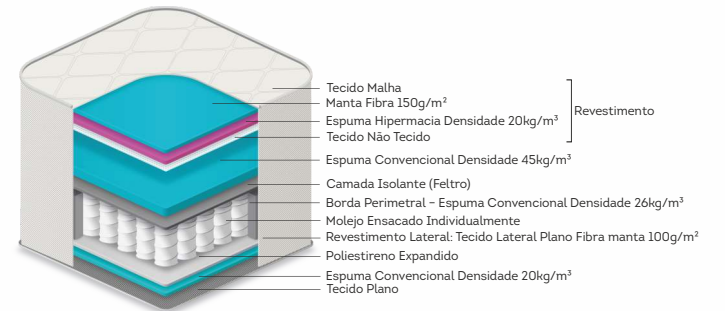 Tecido Malha
Manta Fibra 150g/m²
Espuma Hipermacia Densidade 20kg/m³
Tecido Não Tecido
Revestimento
Espuma Convencional Densidade 45kg/m³
Camada Isolante (Feltro)
Borda Perimetral – Espuma Convencional Densidade 26kg/m³
Molejo Ensacado Individualmente
Revestimento Lateral: Tecido Lateral Plano Fibra manta 100g/m²
Poliestireno Expandido
Espuma Convencional Densidade 20kg/m³
Tecido Plano